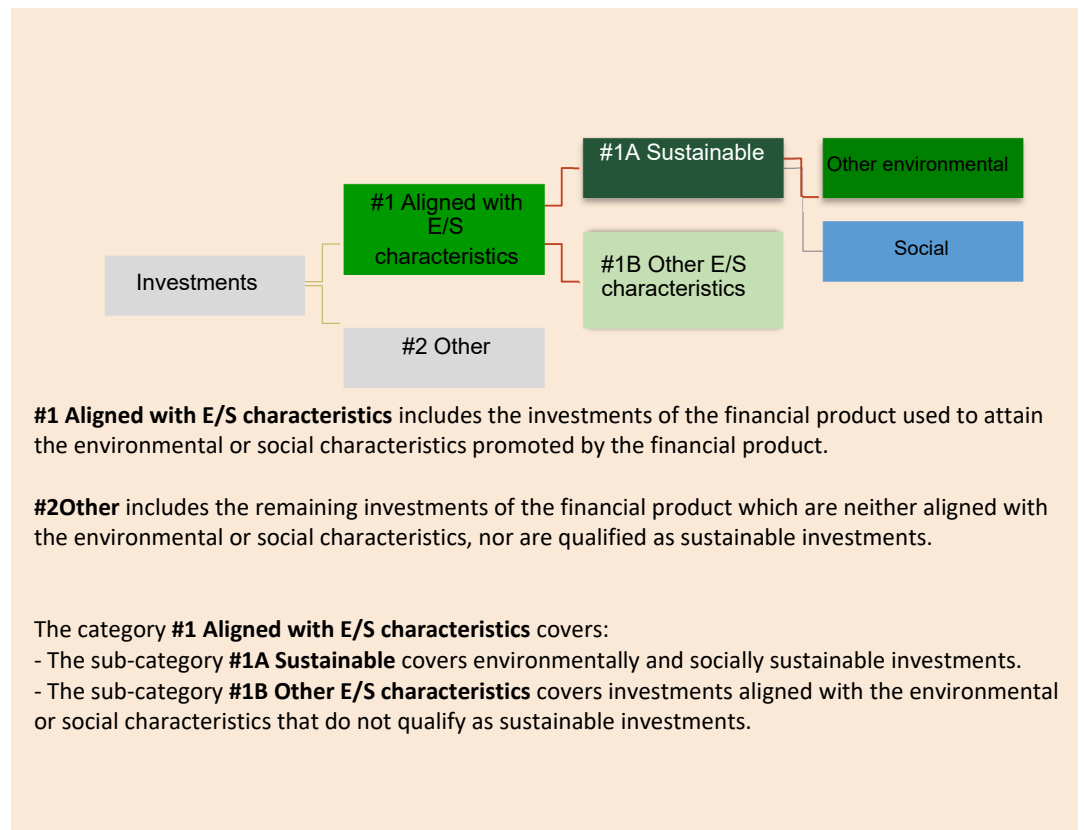 #1A Sustainable
Other environmental
#1 Aligned with
E/S
characteristics
Social
#1B Other E/S
characteristics
Investments
#2 Other
#1 Aligned with E/S characteristics includes the investments of the financial product used to attain
the environmental or social characteristics promoted by the financial product.
#2Other includes the remaining investments of the financial product which are neither aligned with
the environmental or social characteristics, nor are qualified as sustainable investments.
The category #1 Aligned with E/S characteristics covers:
- The sub-category #1A Sustainable covers environmentally and socially sustainable investments.
- The sub-category #1B Other E/S characteristics covers investments aligned with the environmental
or social characteristics that do not qualify as sustainable investments.